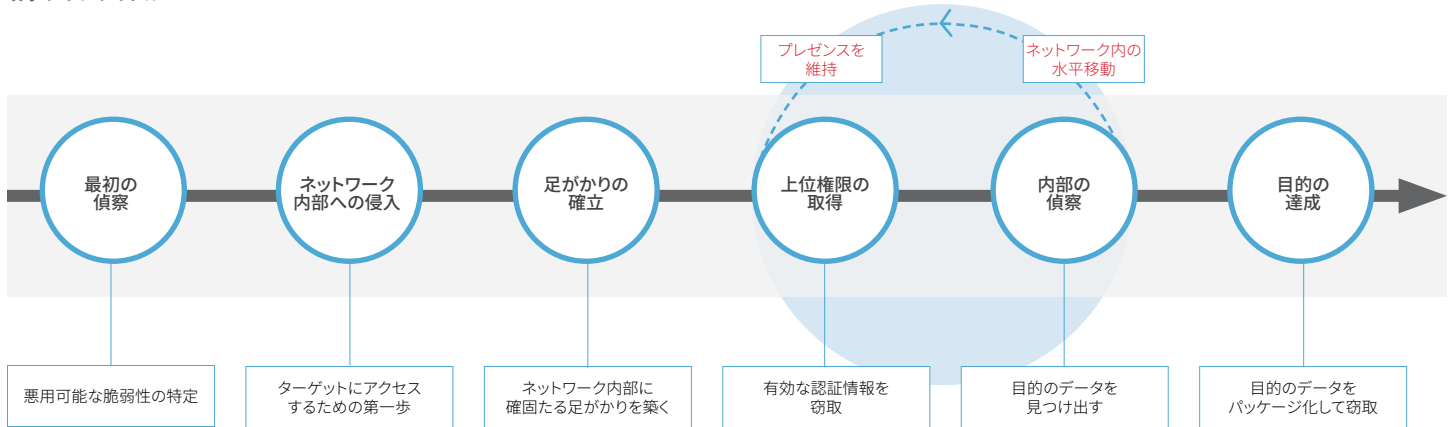 プレゼンスを
維持
ネットワーク内の
水平移動
最初の
偵察
ネットワーク
内部への侵入
足がかりの
確立
上位権限の
取得
内部の
偵察
目的の
達成
悪用可能な脆弱性の特定
ターゲットにアクセス
するための第一歩
ネットワーク内部に
確固たる足がかりを築く
有効な認証情報を
窃取
目的のデータを
見つけ出す
目的のデータを
パッケージ化して窃取